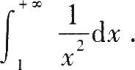 ∫₁^{+∞} 1/x² dx .